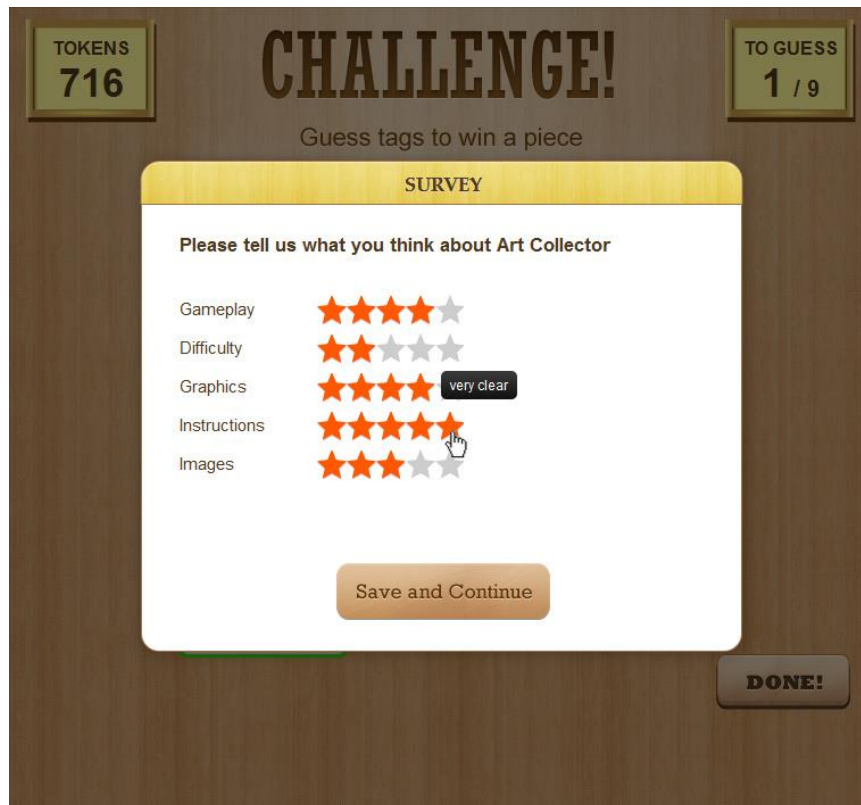 TOKENS
716
CHALLENGE!
TO GUESS
1 / 9
Guess tags to win a piece
SURVEY
Please tell us what you think about Art Collector
Gameplay
Difficulty
Graphics
very clear
Instructions
Images
Save and Continue
DONE!